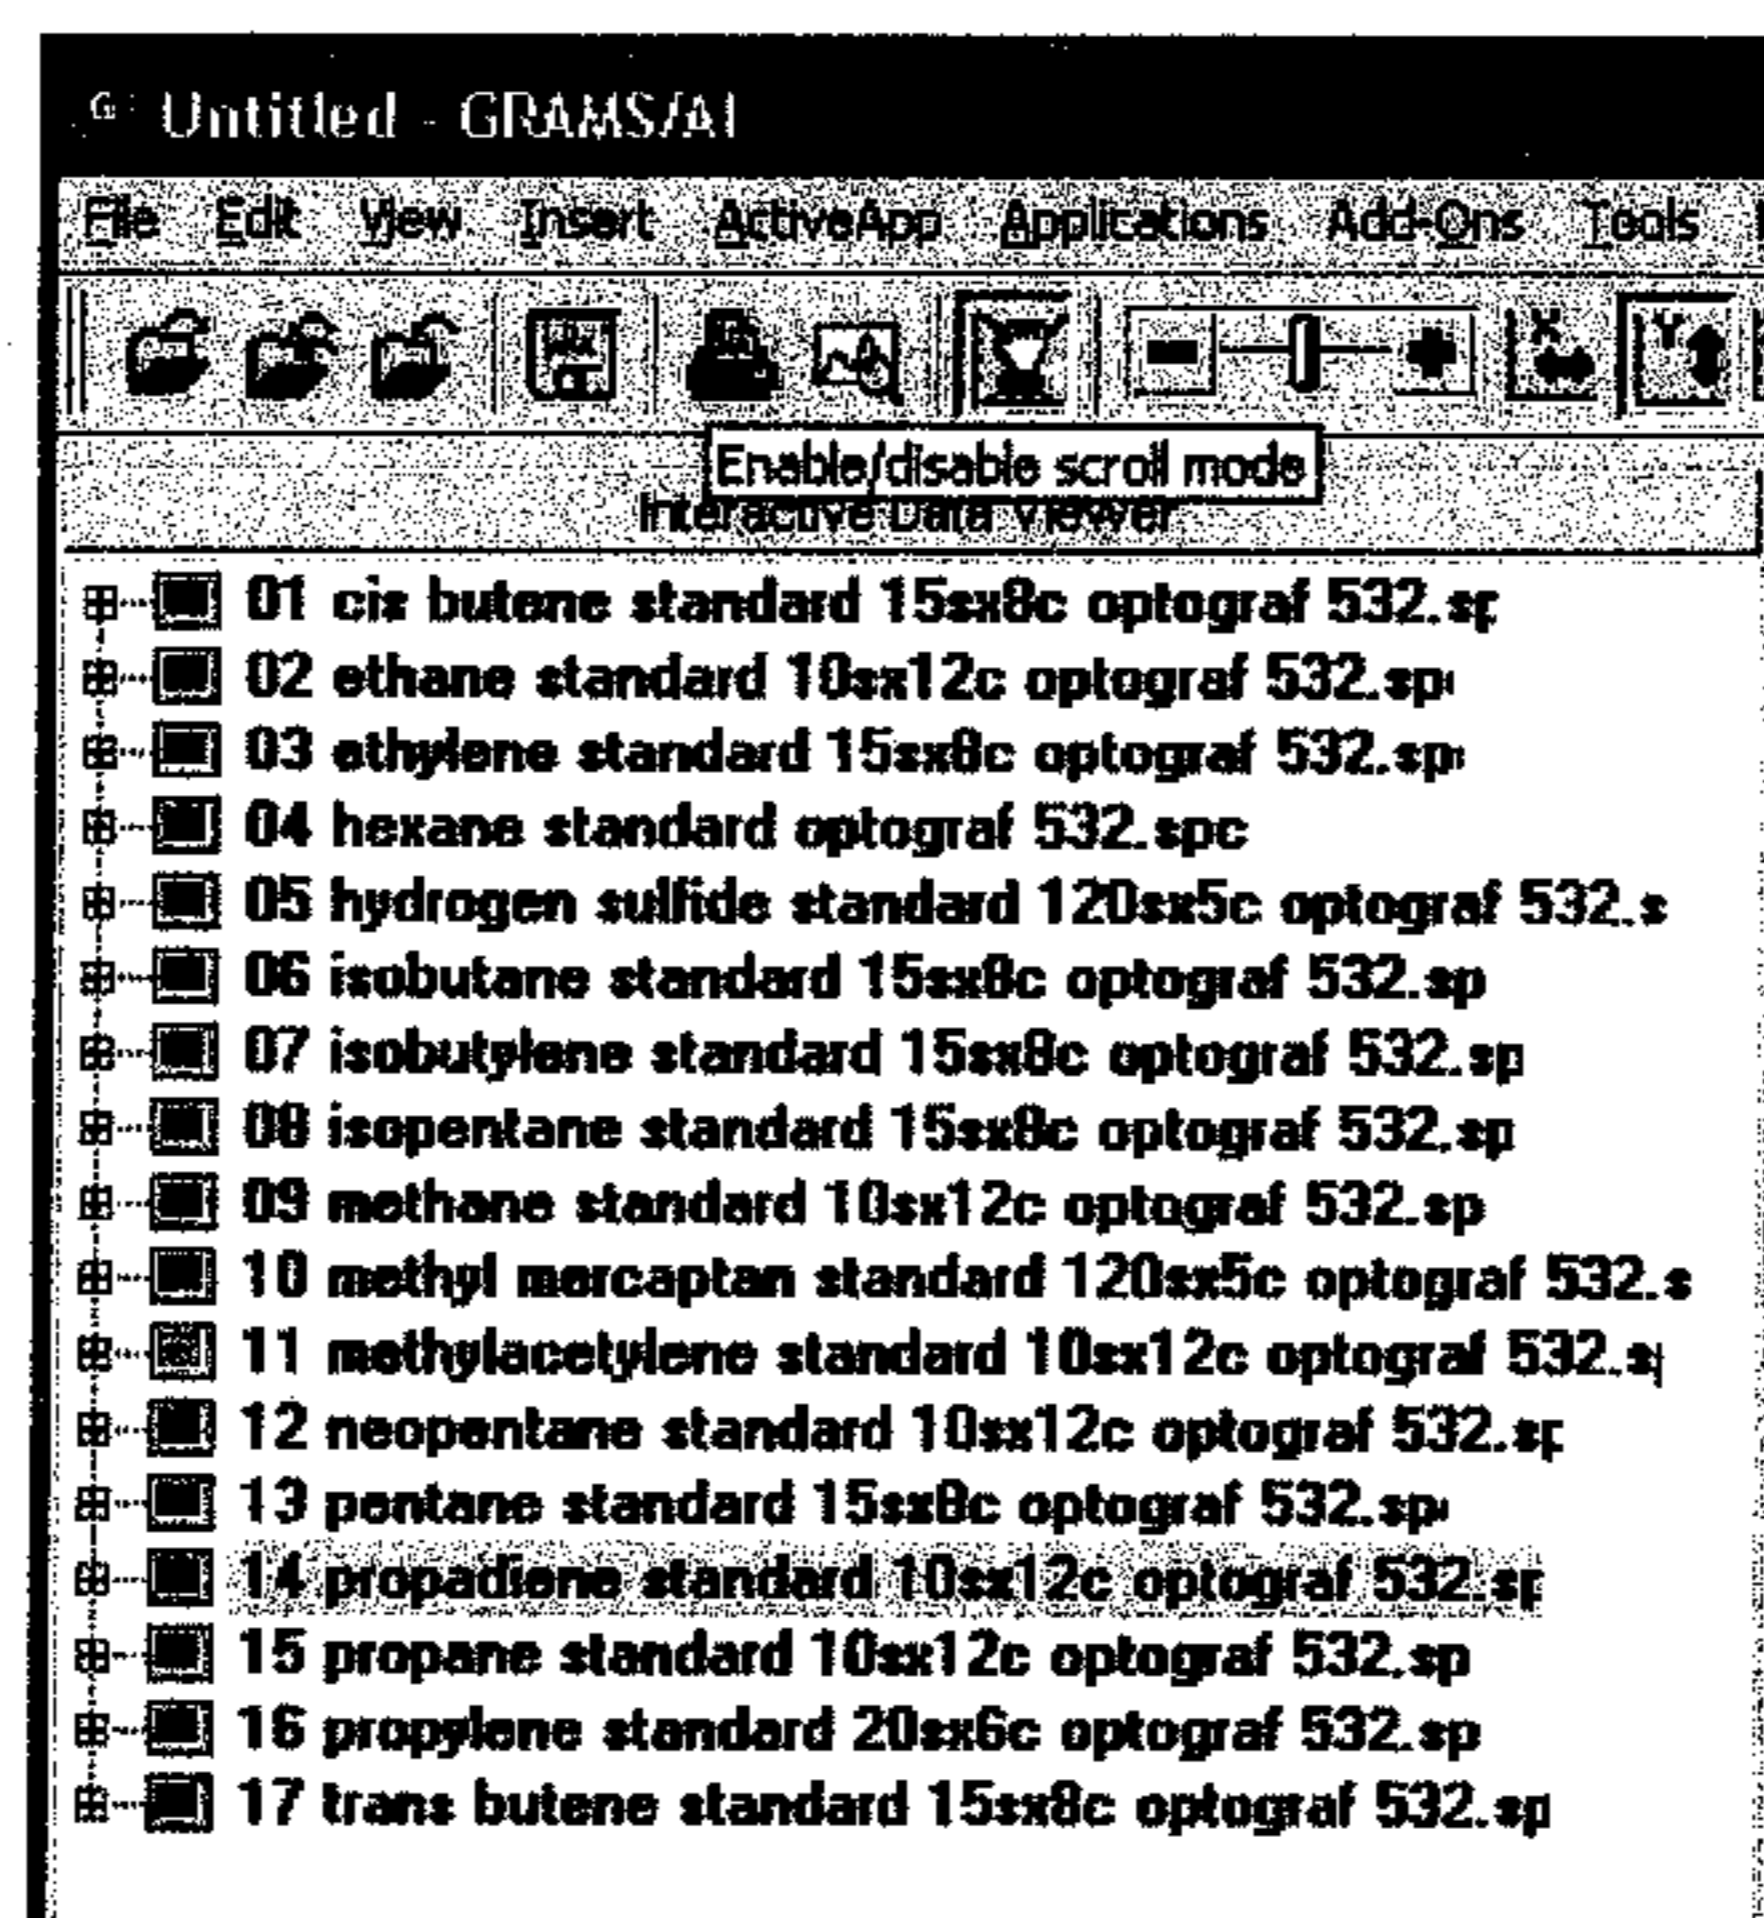 Untitled - GRAMS/AI
File Edit View Insert ActiveApp Applications Add-Ons Tools
X Y
Enable/disable scroll mode
Interactive Data Viewer
01 cis butene standard 15sx8c optograf 532.sp
02 ethane standard 10sx12c optograf 532.sp
03 ethylene standard 15sx8c optograf 532.sp
04 hexane standard optograf 532.spc
05 hydrogen sulfide standard 120sx5c optograf 532.s
06 isobutane standard 15sx8c optograf 532.sp
07 isobutylene standard 15sx8c optograf 532.sp
08 isopentane standard 15sx8c optograf 532.sp
09 methane standard 10sx12c optograf 532.sp
10 methyl mercaptan standard 120sx5c optograf 532.s
11 methylacetylene standard 10sx12c optograf 532.s
12 neopentane standard 10sx12c optograf 532.sp
13 pentane standard 15sx8c optograf 532.sp
14 propadiene standard 10sx12c optograf 532.sp
15 propane standard 10sx12c optograf 532.sp
16 propylene standard 20sx6c optograf 532.sp
17 trans butene standard 15sx8c optograf 532.sp